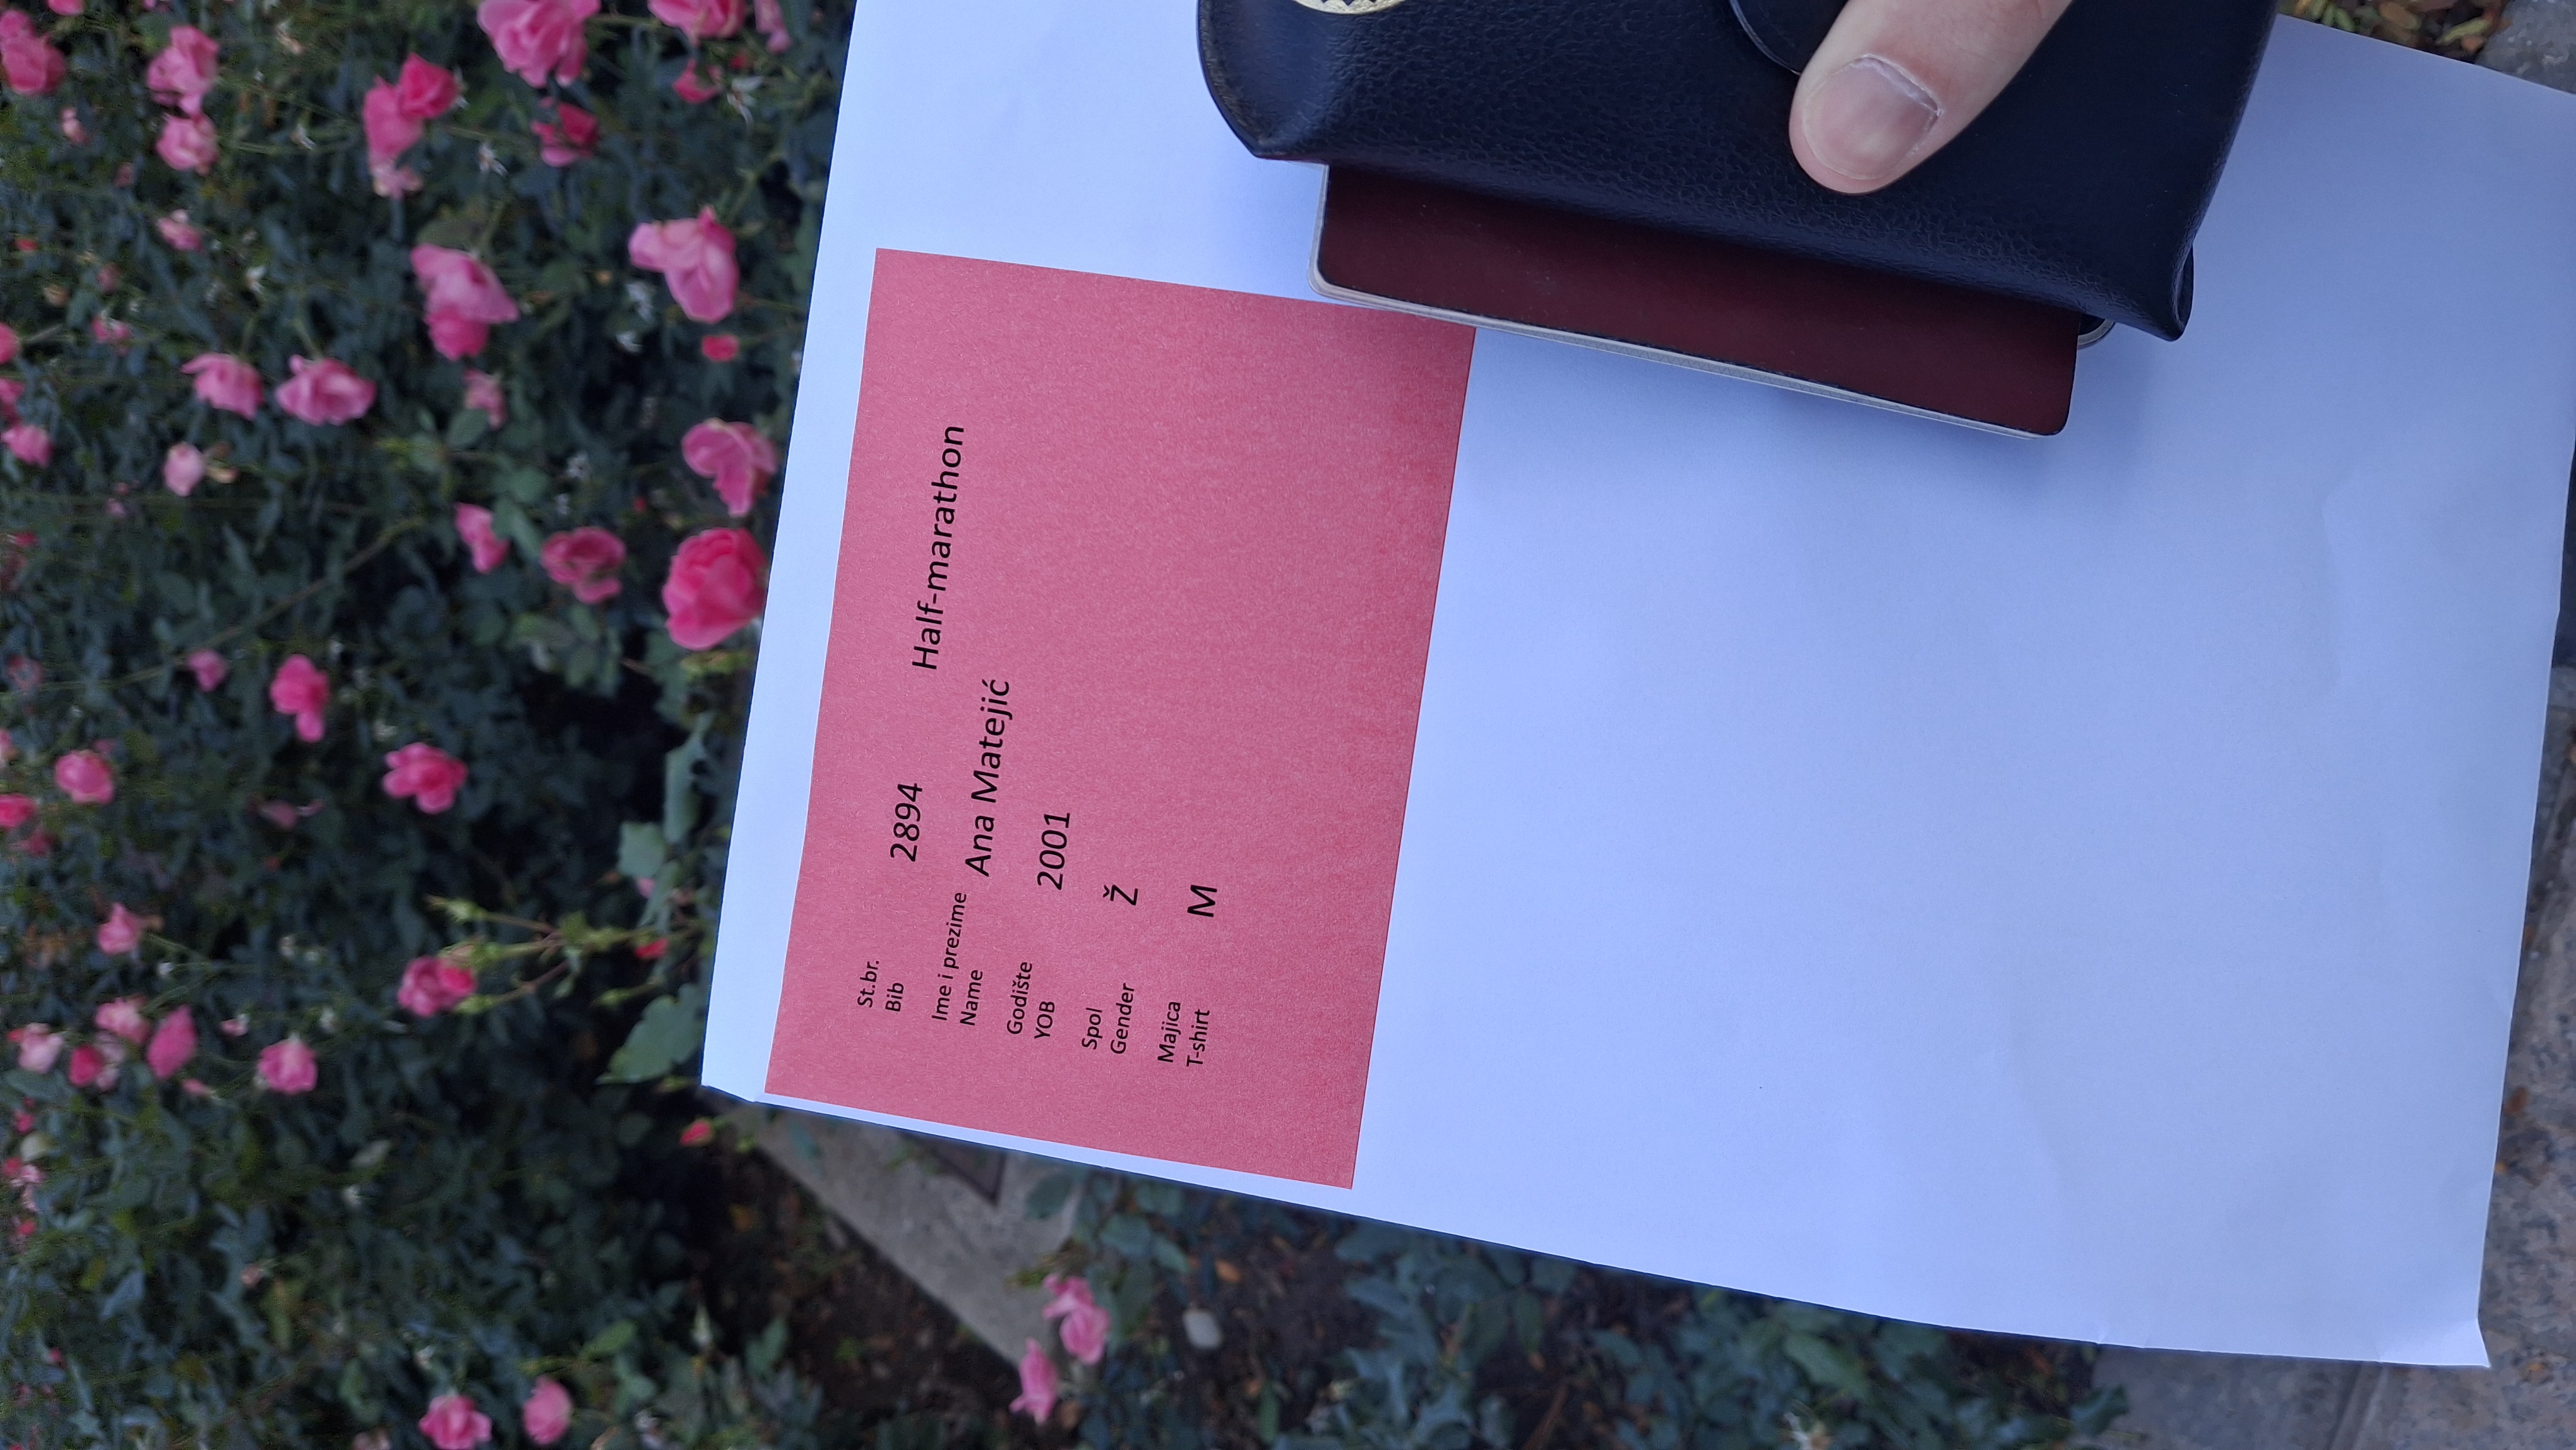 St.br.
Bib 2894 Half-marathon
Ime i prezime
Name Ana Matejić
Godište
YOB 2001
Spol
Gender Ž
Majica
T-shirt M